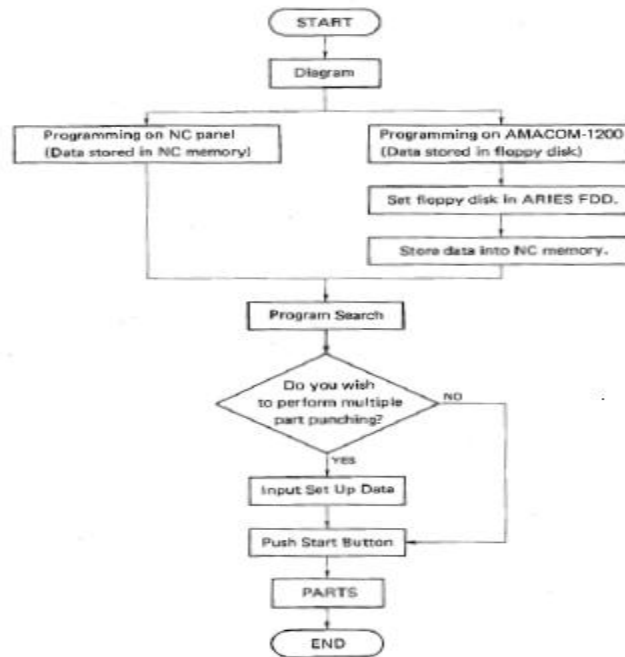 START
Diagram
Programming on NC panel
(Data stored in NC memory)
Programming on AMACOM-1200
(Data stored in floppy disk)
Set floppy disk in ARIES FDD.
Store data into NC memory.
Program Search
Do you wish
to perform multiple
part punching?
NO
YES
Input Set Up Data
Push Start Button
PARTS
END